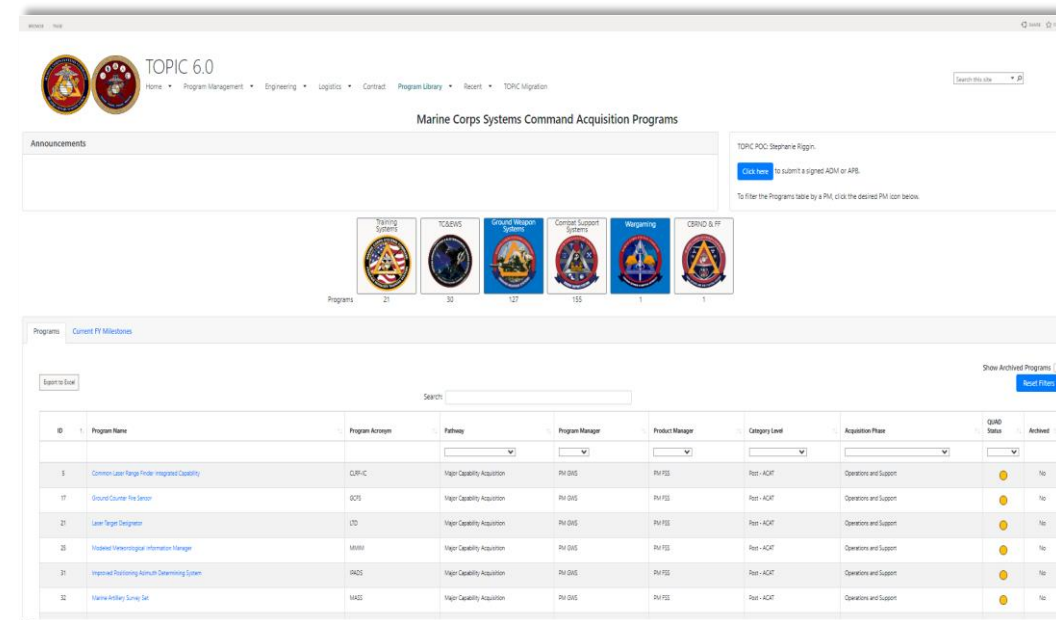 BROWSE PAGE SHARE
TOPIC 6.0
Home Program Management Engineering Logistics Contract Program Library Recent TOPIC Migration
Search this site
Marine Corps Systems Command Acquisition Programs
Announcements
TOPIC POC: Stephanie Riggin.
Click here to submit a signed ADM or APB.
To filter the Programs table by a PM, click the desired PM icon below.
Training Systems TC&EWS Ground Weapon Systems Combat Support Systems Wargaming CBRND & FF
Programs 21 30 127 155 1 1
Programs Current FY Milestones
Show Archived Programs
Export to Excel Reset Filters
Search:
ID Program Name Program Acronym Pathway Program Manager Product Manager Category Level Acquisition Phase QUAD Status Archived
5 Common Laser Range Finder Integrated Capability CLRF-IC Major Capability Acquisition PM GWS PM FSS Post - ACAT Operations and Support No
17 Ground Counter Fire Sensor GCFS Major Capability Acquisition PM GWS PM FSS Post - ACAT Operations and Support No
21 Laser Target Designator LTD Major Capability Acquisition PM GWS PM FSS Post - ACAT Operations and Support No
25 Modeled Meteorological Information Manager MMIM Major Capability Acquisition PM GWS PM FSS Post - ACAT Operations and Support No
31 Improved Positioning Azimuth Determining System IPADS Major Capability Acquisition PM GWS PM FSS Post - ACAT Operations and Support No
32 Marine Artillery Survey Set MASS Major Capability Acquisition PM GWS PM FSS Post - ACAT Operations and Support No